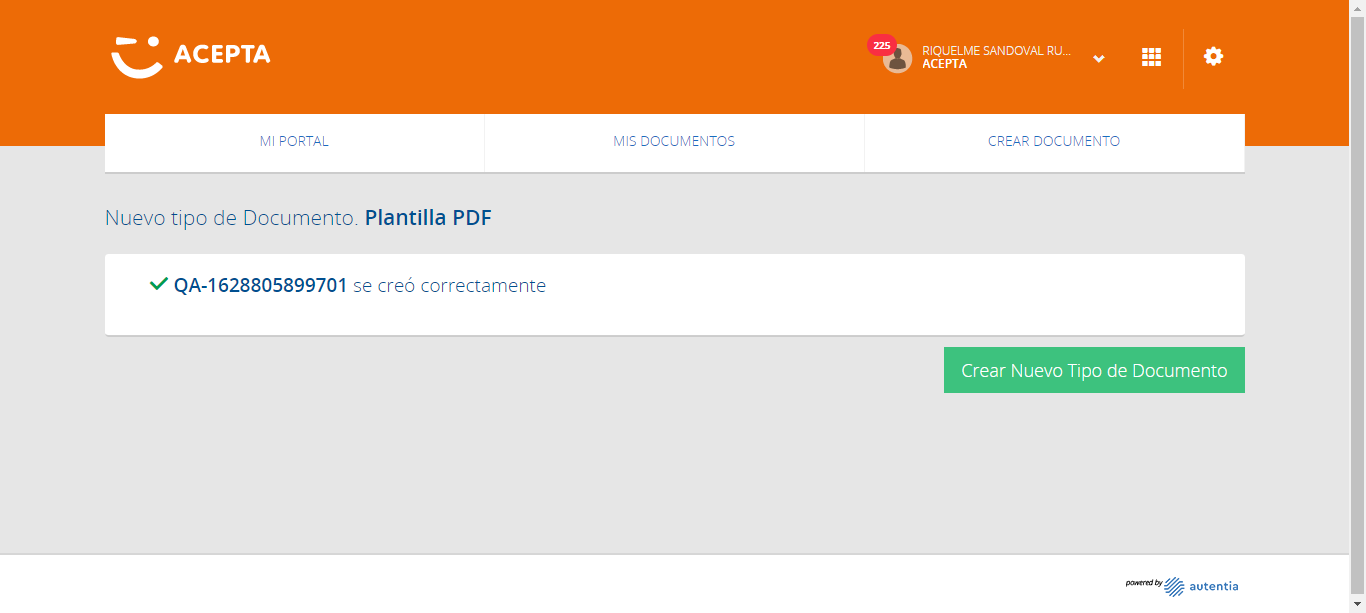 ACEPTA
225
RIQUELME SANDOVAL RU...
ACEPTA
MI PORTAL
MIS DOCUMENTOS
CREAR DOCUMENTO
Nuevo tipo de Documento. Plantilla PDF
QA-1628805899701 se creó correctamente
Crear Nuevo Tipo de Documento
powered by autentia